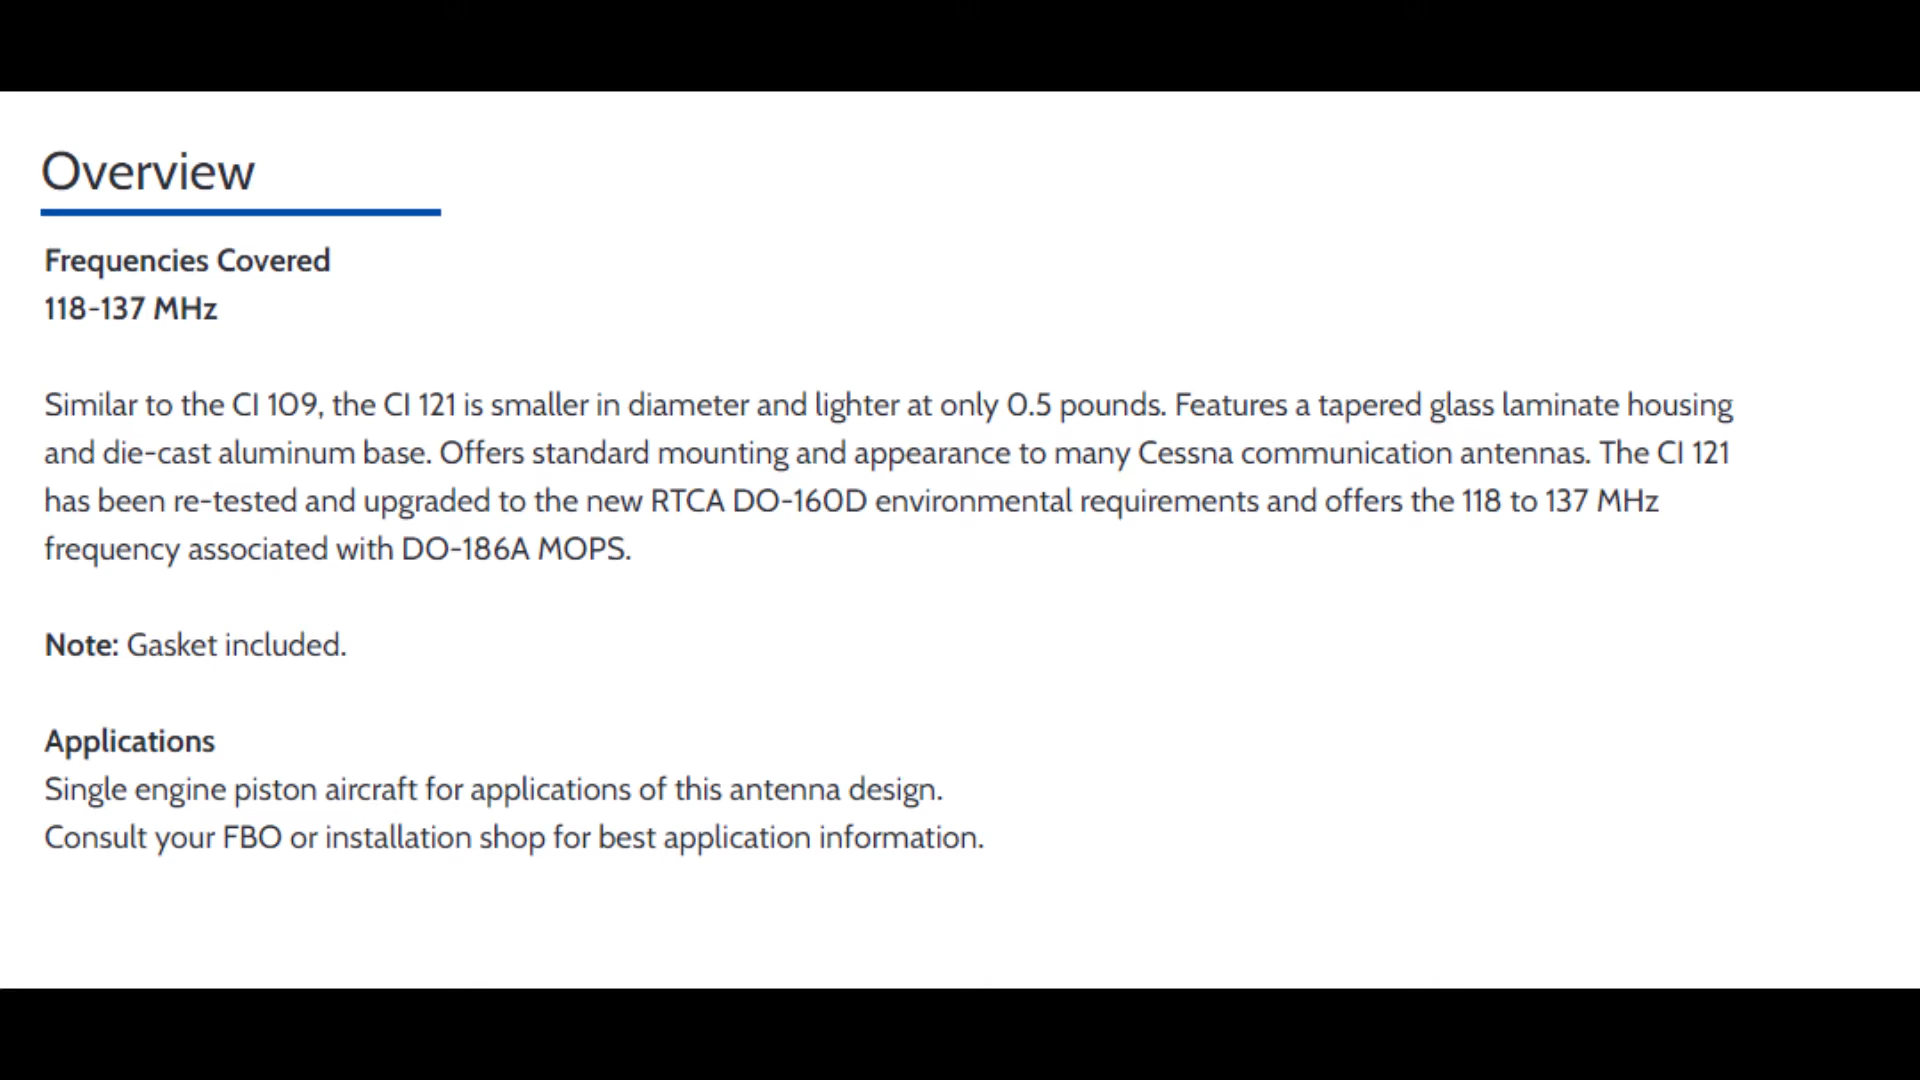 Overview
Frequencies Covered
118-137 MHz
Similar to the CI 109, the CI 121 is smaller in diameter and lighter at only 0.5 pounds. Features a tapered glass laminate housing
and die-cast aluminum base. Offers standard mounting and appearance to many Cessna communication antennas. The CI 121
has been re-tested and upgraded to the new RTCA DO-160D environmental requirements and offers the 118 to 137 MHz
frequency associated with DO-186A MOPS.
Note: Gasket included.
Applications
Single engine piston aircraft for applications of this antenna design.
Consult your FBO or installation shop for best application information.